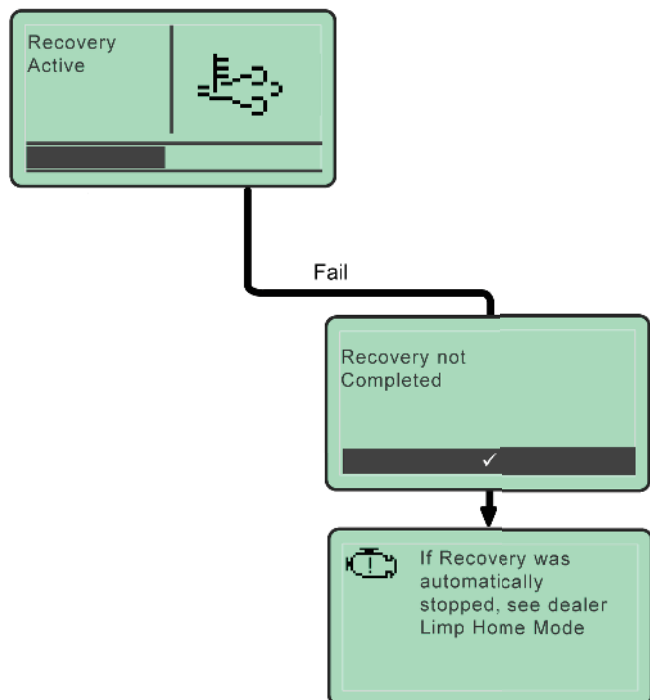 Recovery
Active
Fail
Recovery not
Completed
If Recovery was
automatically
stopped, see dealer
Limp Home Mode